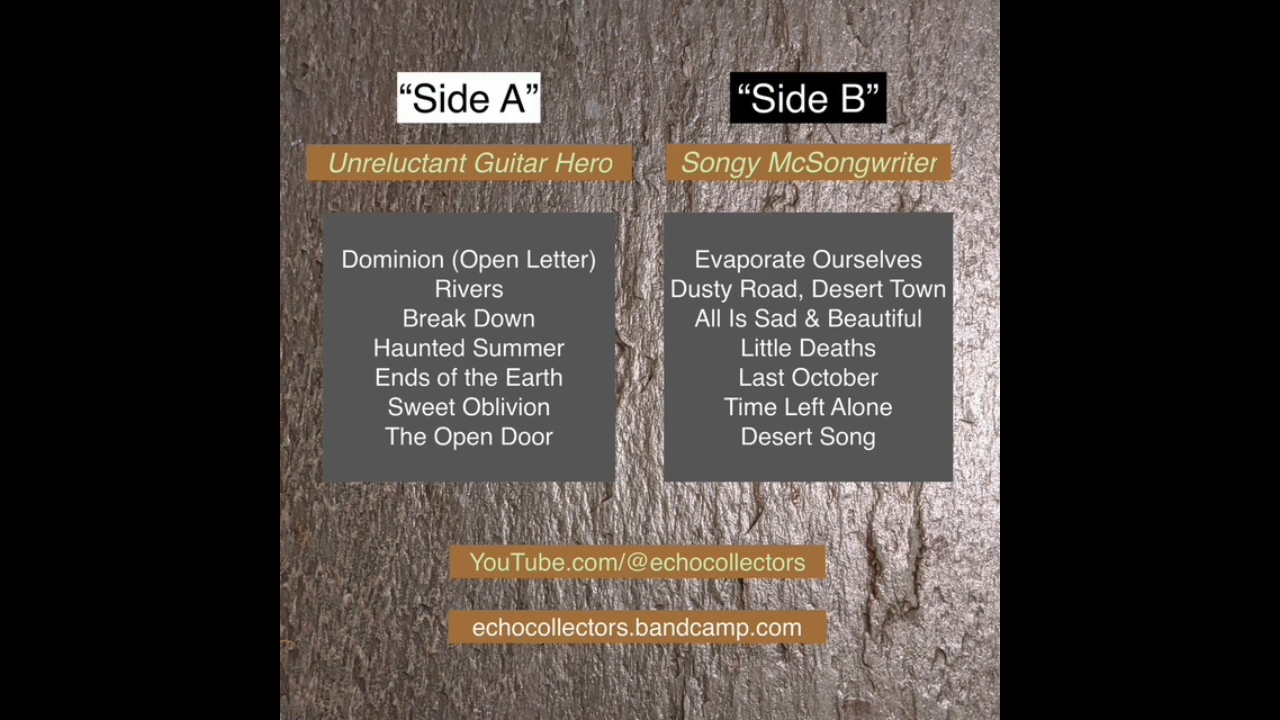 “Side A”
Unreluctant Guitar Hero
Dominion (Open Letter)
Rivers
Break Down
Haunted Summer
Ends of the Earth
Sweet Oblivion
The Open Door
“Side B”
Songy McSongwriter
Evaporate Ourselves
Dusty Road, Desert Town
All Is Sad & Beautiful
Little Deaths
Last October
Time Left Alone
Desert Song
YouTube.com/@echocollectors
echocollectors.bandcamp.com